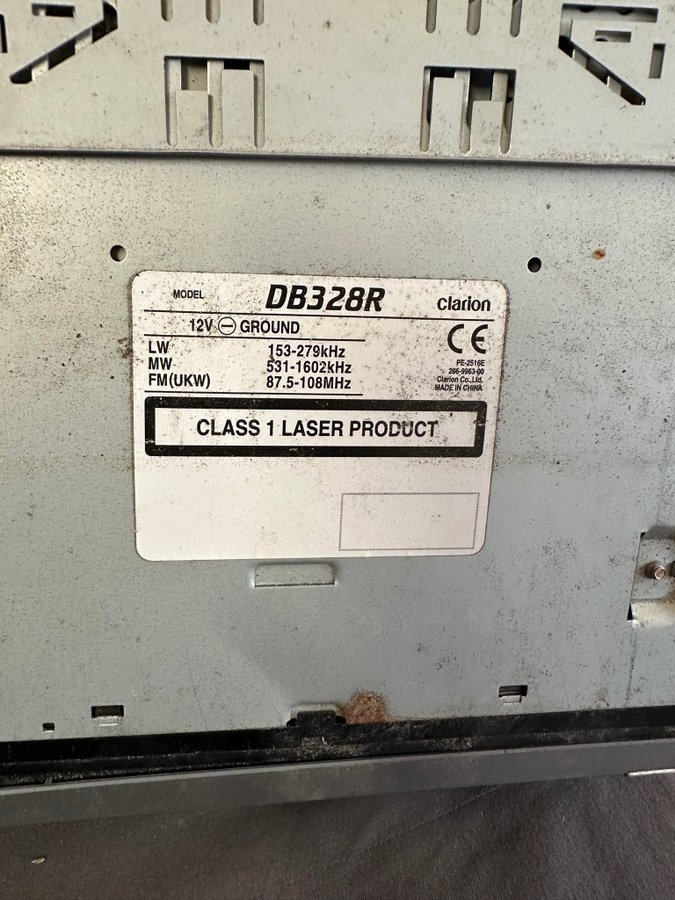 MODEL DB328R clarion
12V ⊖ GROUND
LW 153-279kHz
MW 531-1602kHz
FM(UKW) 87.5-108MHz
CE
PE-2516E
266-9963-00
Clarion Co.,Ltd.
MADE IN CHINA
CLASS 1 LASER PRODUCT